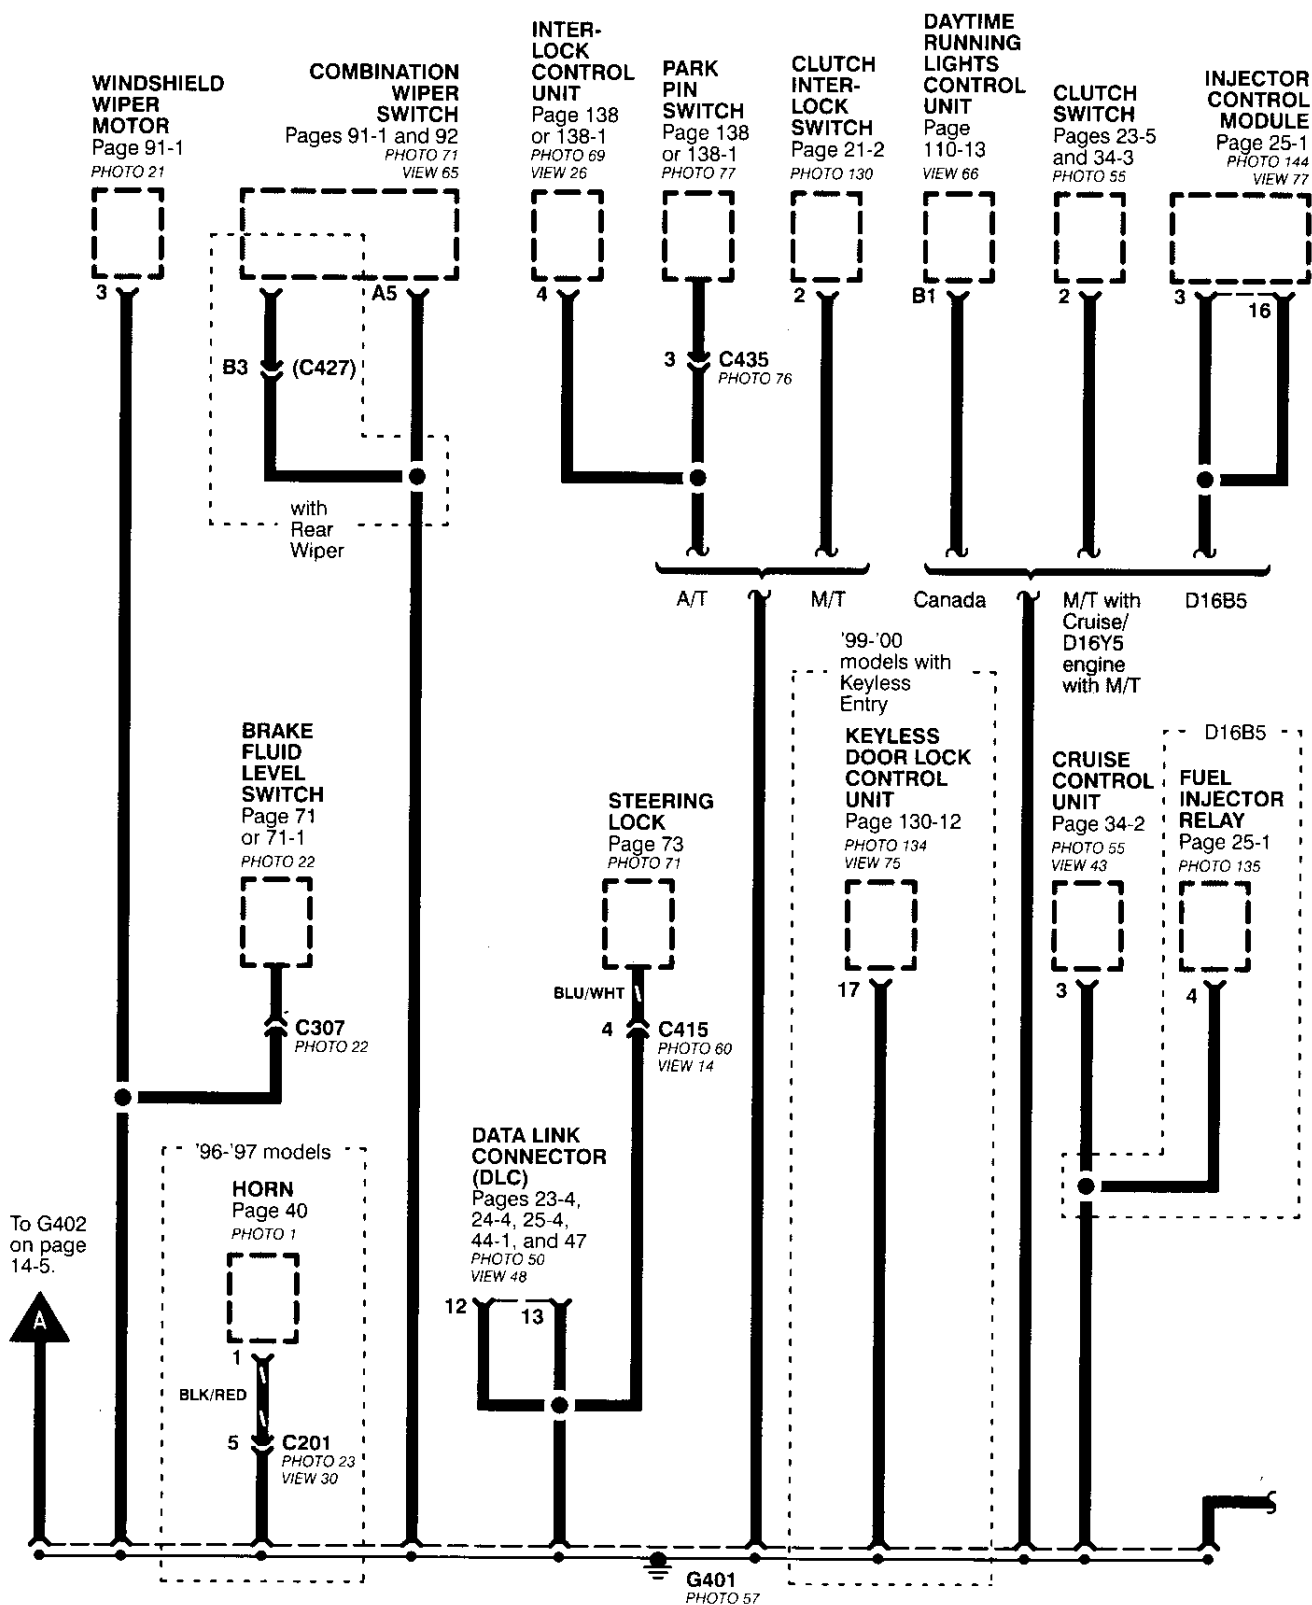 WINDSHIELD
WIPER
MOTOR
Page 91-1
PHOTO 21
3
COMBINATION
WIPER
SWITCH
Pages 91-1 and 92
PHOTO 71
VIEW 65
A5
B3
(C427)
with
Rear
Wiper
INTER-
LOCK
CONTROL
UNIT
Page 138
or 138-1
PHOTO 69
VIEW 26
4
PARK
PIN
SWITCH
Page 138
or 138-1
PHOTO 77
3
C435
PHOTO 76
CLUTCH
INTER-
LOCK
SWITCH
Page 21-2
PHOTO 130
2
DAYTIME
RUNNING
LIGHTS
CONTROL
UNIT
Page
110-13
VIEW 66
B1
CLUTCH
SWITCH
Pages 23-5
and 34-3
PHOTO 55
2
INJECTOR
CONTROL
MODULE
Page 25-1
PHOTO 144
VIEW 77
3
16
A/T
M/T
Canada
M/T with
Cruise/
D16Y5
engine
with M/T
D16B5
BRAKE
FLUID
LEVEL
SWITCH
Page 71
or 71-1
PHOTO 22
C307
PHOTO 22
STEERING
LOCK
Page 73
PHOTO 71
BLU/WHT
4
C415
PHOTO 60
VIEW 14
'99-'00
models with
Keyless
Entry
KEYLESS
DOOR LOCK
CONTROL
UNIT
Page 130-12
PHOTO 134
VIEW 75
17
CRUISE
CONTROL
UNIT
Page 34-2
PHOTO 55
VIEW 43
3
D16B5
FUEL
INJECTOR
RELAY
Page 25-1
PHOTO 135
4
'96-'97 models
HORN
Page 40
PHOTO 1
1
BLK/RED
5
C201
PHOTO 23
VIEW 30
DATA LINK
CONNECTOR
(DLC)
Pages 23-4,
24-4, 25-4,
44-1, and 47
PHOTO 50
VIEW 48
12
13
To G402
on page
14-5.
A
G401
PHOTO 57